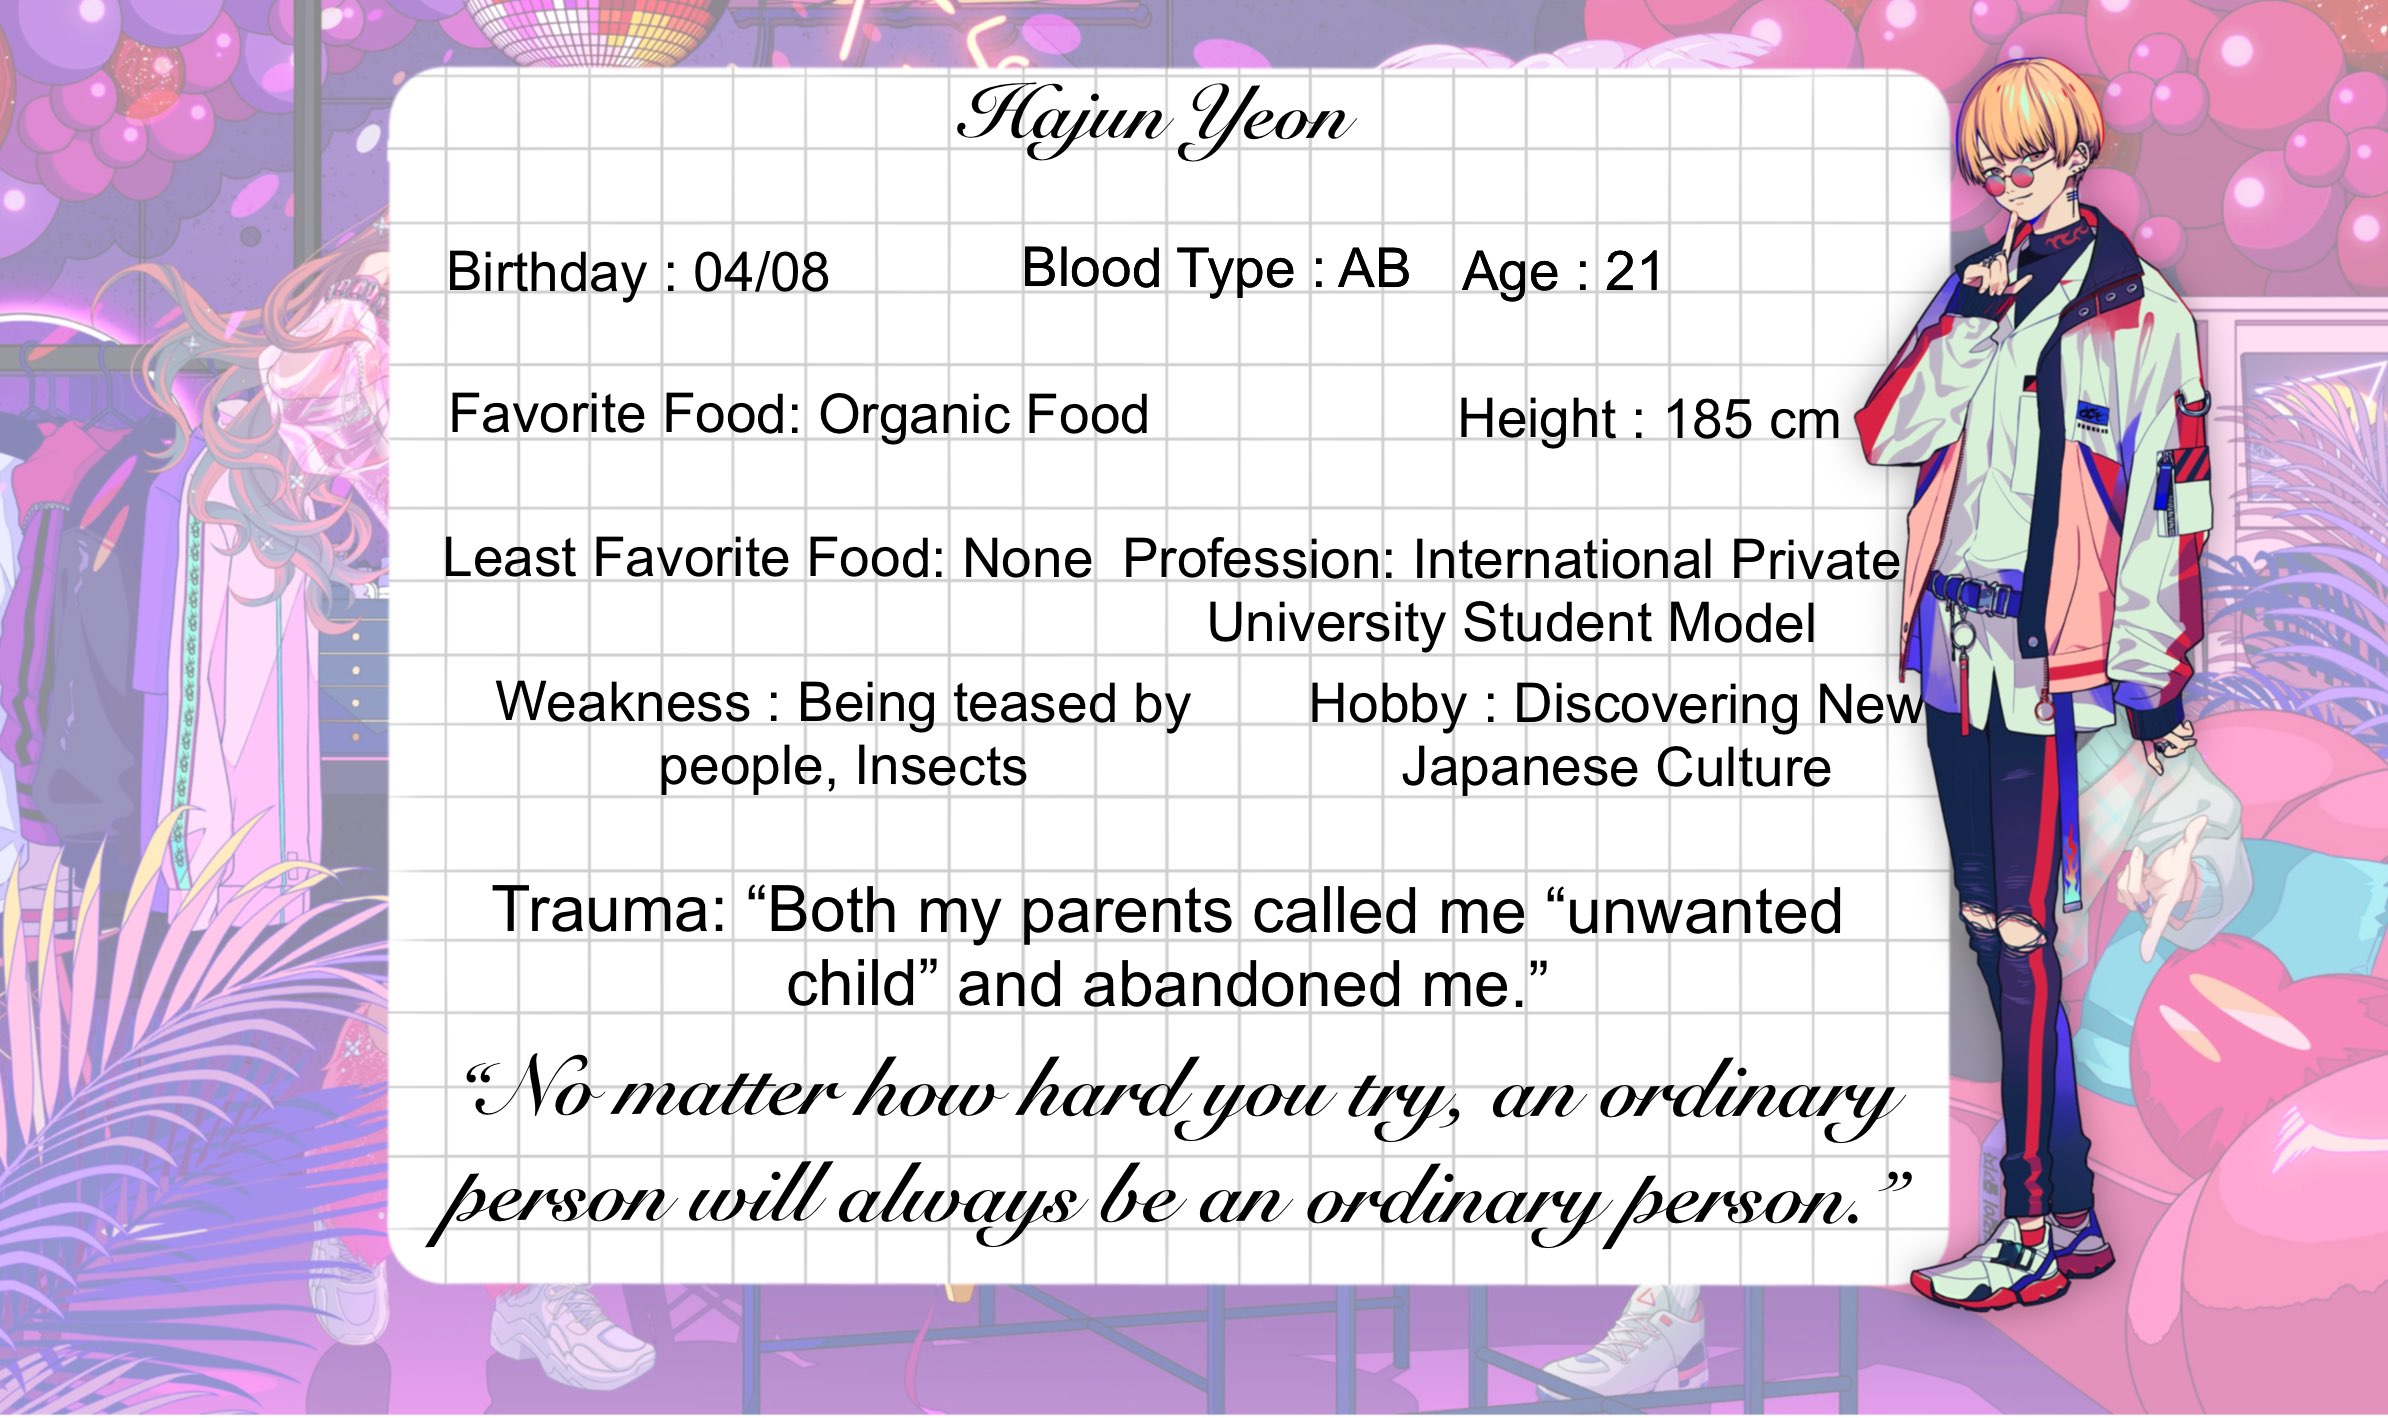 Hajun Yeon
Birthday : 04/08
Blood Type : AB
Age : 21
Favorite Food: Organic Food
Height : 185 cm
Least Favorite Food: None
Profession: International Private
University Student Model
Weakness : Being teased by
people, Insects
Hobby : Discovering New
Japanese Culture
Trauma: “Both my parents called me “unwanted
child” and abandoned me.”
“No matter how hard you try, an ordinary
person will always be an ordinary person.”